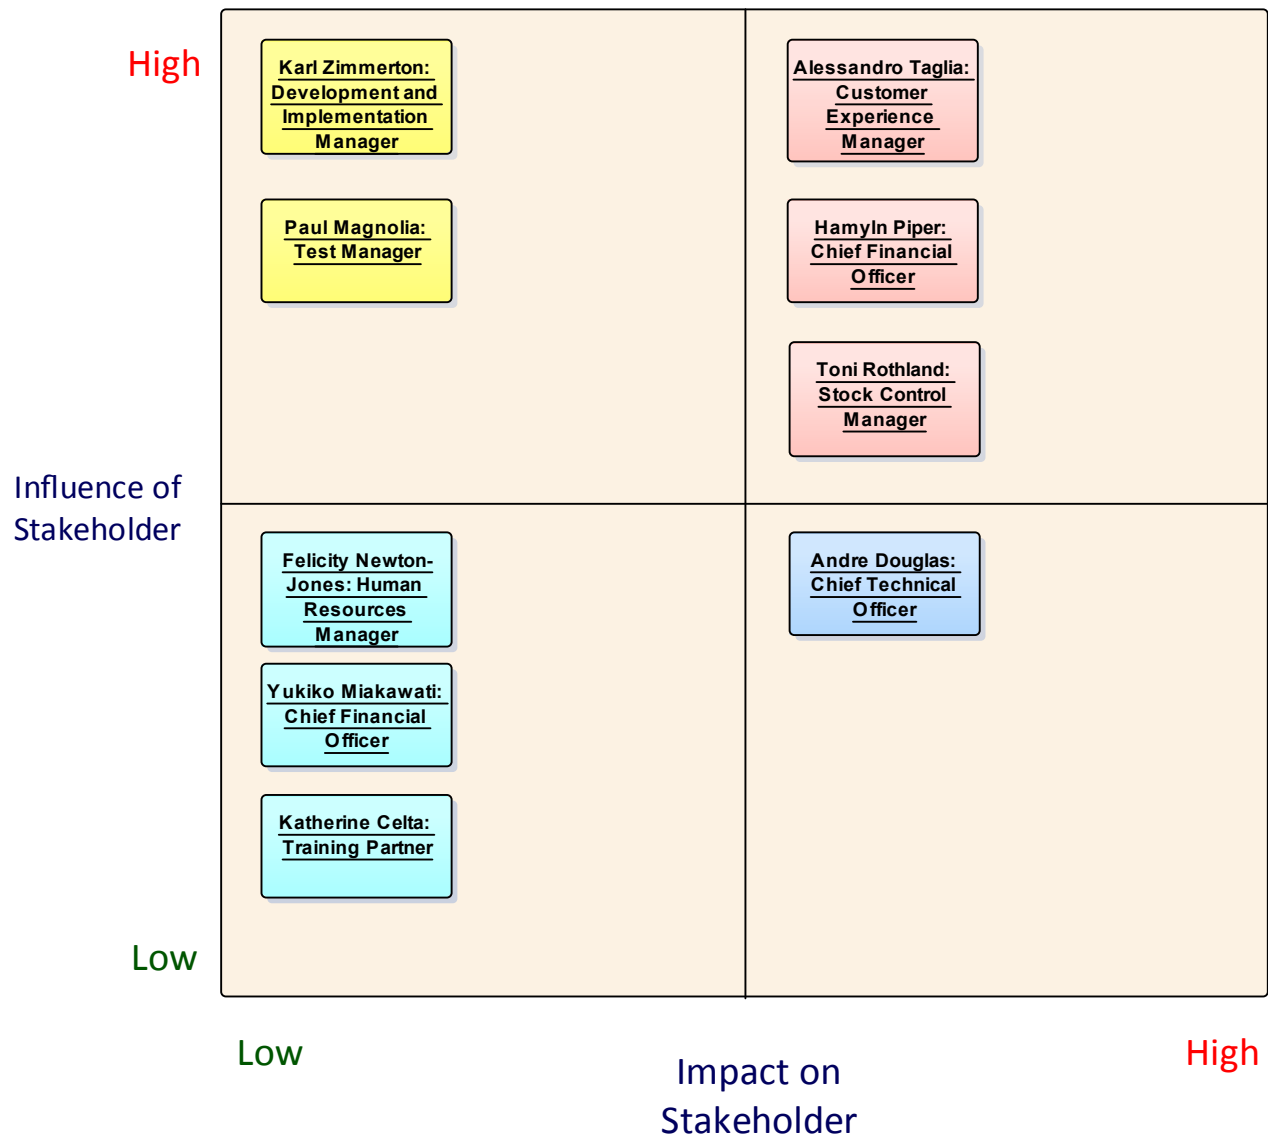 High
Karl Zimmerton:
Development and
Implementation
Manager
Alessandro Taglia:
Customer
Experience
Manager
Paul Magnolia:
Test Manager
Hamyln Piper:
Chief Financial
Officer
Toni Rothland:
Stock Control
Manager
Influence of
Stakeholder
Felicity Newton-
Jones: Human
Resources
Manager
Andre Douglas:
Chief Technical
Officer
Yukiko Miakawati:
Chief Financial
Officer
Katherine Celta:
Training Partner
Low
Low
High
Impact on
Stakeholder